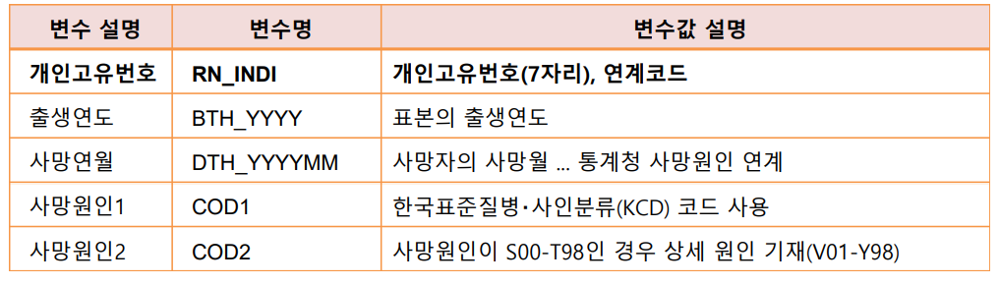 변수 설명 변수명 변수값 설명
개인고유번호 RN_INDI 개인고유번호(7자리), 연계코드
출생연도 BTH_YYYY 표본의 출생연도
사망연월 DTH_YYYYMM 사망자의 사망월 ... 통계청 사망원인 연계
사망원인1 COD1 한국표준질병·사인분류(KCD) 코드 사용
사망원인2 COD2 사망원인이 S00-T98인 경우 상세 원인 기재(V01-Y98)